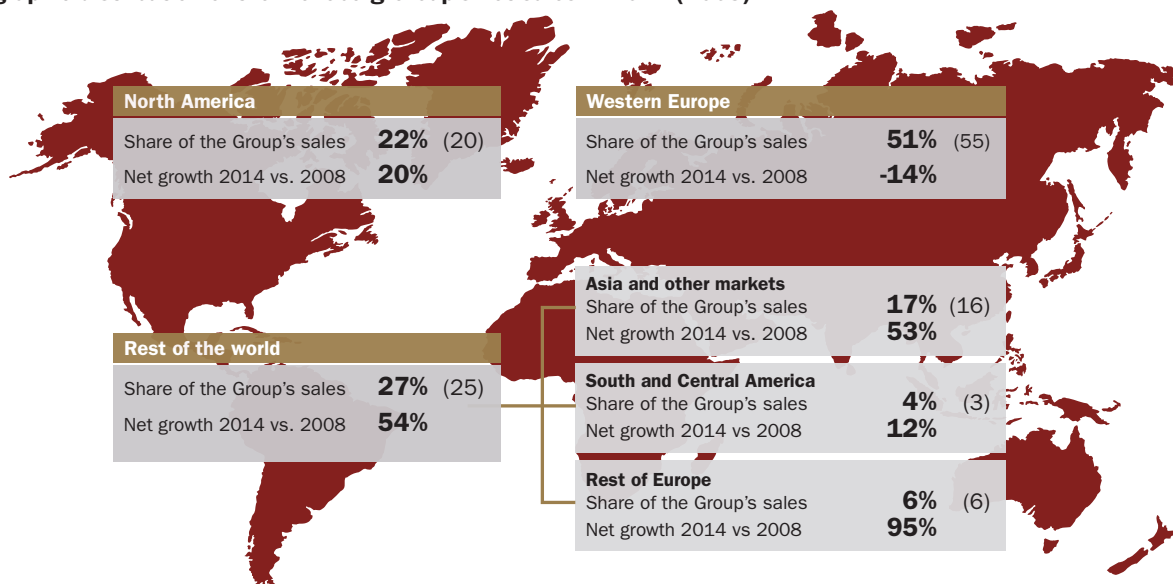 North America
Share of the Group's sales 22% (20)
Net growth 2014 vs. 2008 20%
Western Europe
Share of the Group's sales 51% (55)
Net growth 2014 vs. 2008 -14%
Rest of the world
Share of the Group's sales 27% (25)
Net growth 2014 vs. 2008 54%
Asia and other markets
Share of the Group's sales 17% (16)
Net growth 2014 vs. 2008 53%
South and Central America
Share of the Group's sales 4% (3)
Net growth 2014 vs 2008 12%
Rest of Europe
Share of the Group's sales 6% (6)
Net growth 2014 vs 2008 95%